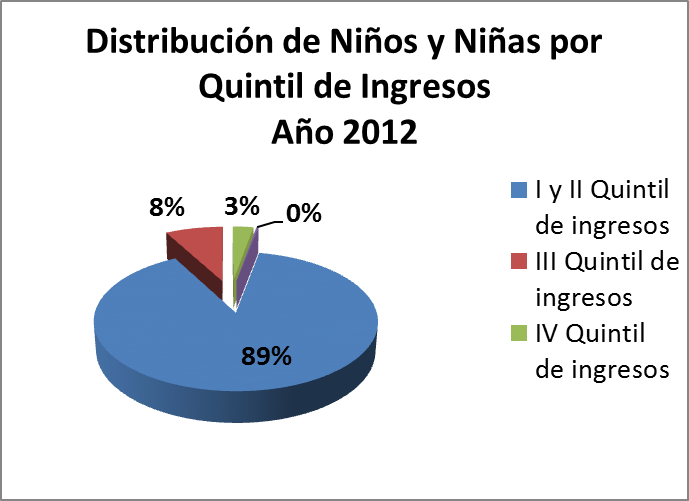 Distribución de Niños y Niñas por
Quintil de Ingresos
Año 2012
8%
3%
0%
89%
I y II Quintil
de ingresos
III Quintil de
ingresos
IV Quintil
de ingresos